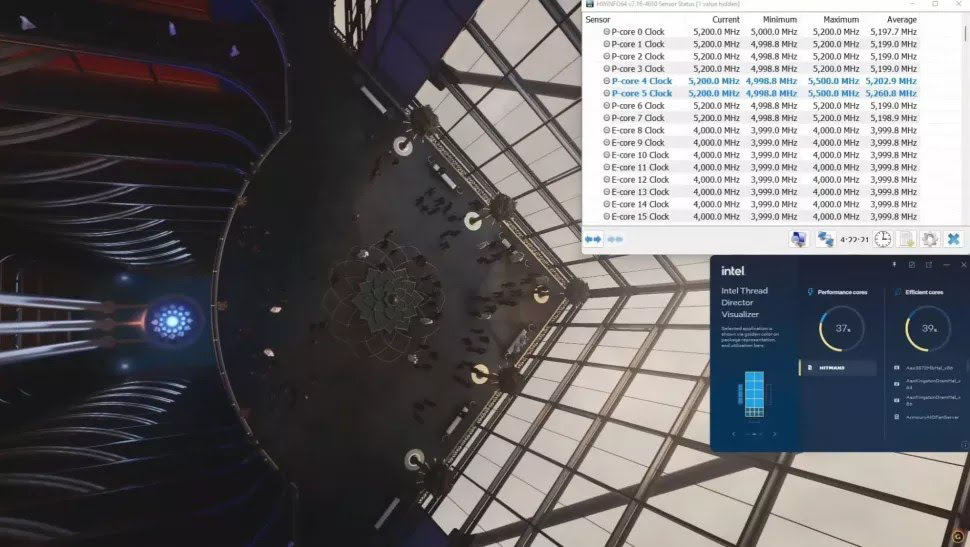 HWiNFO64 v7.16-4610 Sensor Status [1 value hidden]
Sensor Current Minimum Maximum Average
P-core 0 Clock 5,200.0 MHz 5,000.0 MHz 5,200.0 MHz 5,197.7 MHz
P-core 1 Clock 5,200.0 MHz 4,998.8 MHz 5,200.0 MHz 5,199.0 MHz
P-core 2 Clock 5,200.0 MHz 4,998.8 MHz 5,200.0 MHz 5,199.0 MHz
P-core 3 Clock 5,200.0 MHz 4,998.8 MHz 5,200.0 MHz 5,199.0 MHz
P-core 4 Clock 5,200.0 MHz 4,998.8 MHz 5,500.0 MHz 5,202.9 MHz
P-core 5 Clock 5,200.0 MHz 4,998.8 MHz 5,500.0 MHz 5,260.8 MHz
P-core 6 Clock 5,200.0 MHz 4,998.8 MHz 5,200.0 MHz 5,199.0 MHz
P-core 7 Clock 5,200.0 MHz 4,998.8 MHz 5,200.0 MHz 5,198.9 MHz
E-core 8 Clock 4,000.0 MHz 3,999.0 MHz 4,000.0 MHz 3,999.8 MHz
E-core 9 Clock 4,000.0 MHz 3,999.0 MHz 4,000.0 MHz 3,999.8 MHz
E-core 10 Clock 4,000.0 MHz 3,999.0 MHz 4,000.0 MHz 3,999.8 MHz
E-core 11 Clock 4,000.0 MHz 3,999.0 MHz 4,000.0 MHz 3,999.8 MHz
E-core 12 Clock 4,000.0 MHz 3,999.0 MHz 4,000.0 MHz 3,999.8 MHz
E-core 13 Clock 4,000.0 MHz 3,999.0 MHz 4,000.0 MHz 3,999.8 MHz
E-core 14 Clock 4,000.0 MHz 3,999.0 MHz 4,000.0 MHz 3,999.8 MHz
E-core 15 Clock 4,000.0 MHz 3,999.0 MHz 4,000.0 MHz 3,999.8 MHz
4:22:21
intel
Intel Thread
Director
Visualizer
Selected application is
shown via golden color on
package representation
and utilization bars.
Performance cores
37%
HITMAN3
Efficient cores
39%
G